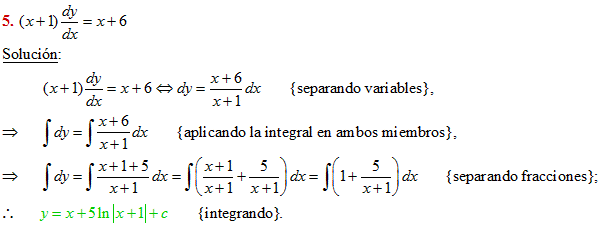 5. (x+1) dy/dx = x+6
Solución:
(x+1) dy/dx = x+6 ⇔ dy = (x+6)/(x+1) dx {separando variables},
⇒ ∫ dy = ∫ (x+6)/(x+1) dx {aplicando la integral en ambos miembros},
⇒ ∫ dy = ∫ (x+1+5)/(x+1) dx = ∫ ((x+1)/(x+1) + 5/(x+1)) dx = ∫ (1 + 5/(x+1)) dx {separando fracciones};
∴ y = x + 5 ln|x+1| + c {integrando}.